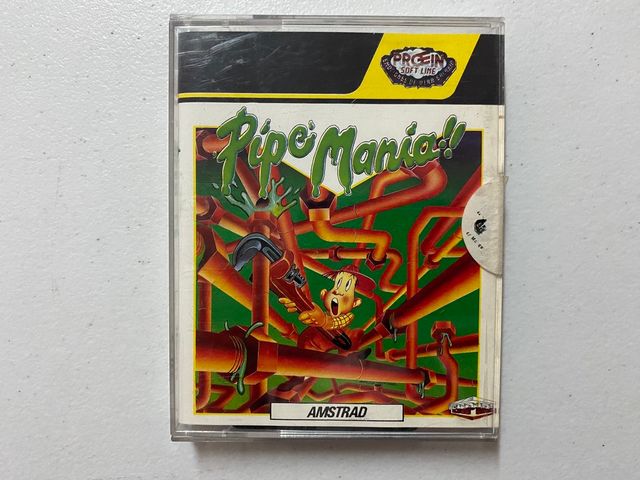 PROEIN
SOFT LINE
Pipe Mania!!
AMSTRAD